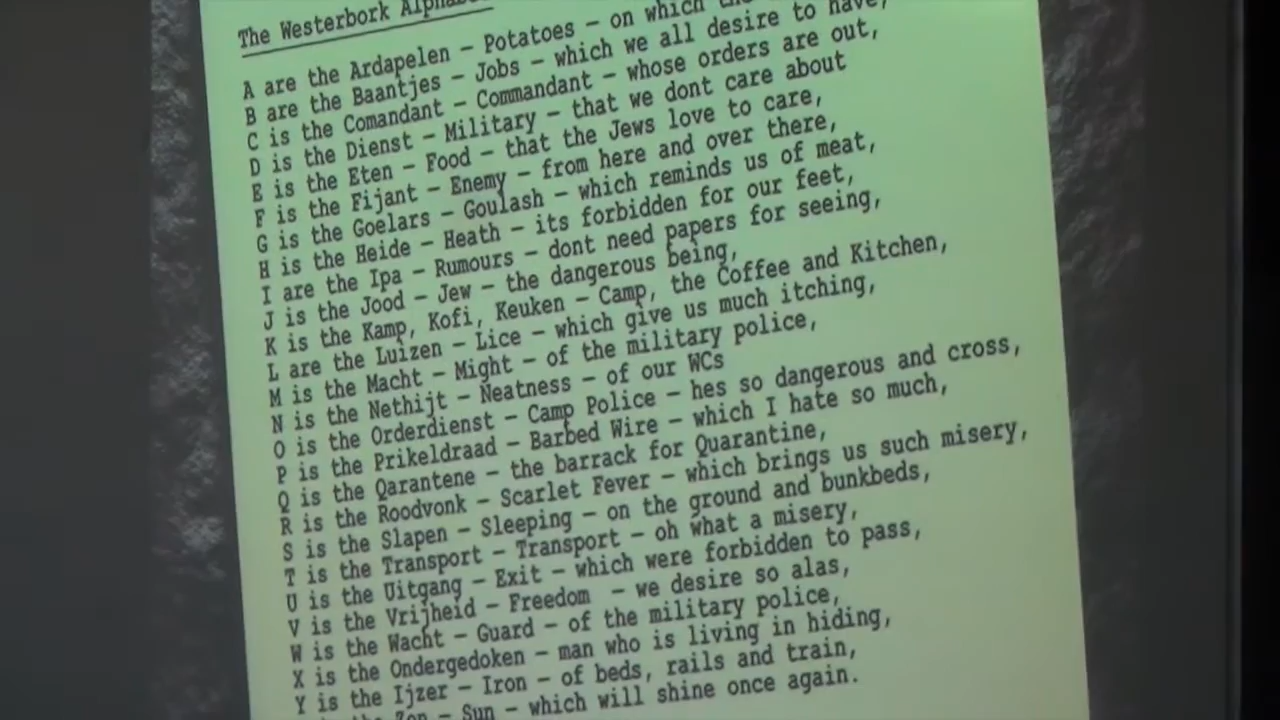 The Westerbork
A are the Ardapelen – Potatoes – on which
B are the Baantjes – Jobs – which we all desire to have,
C is the Comandant – Commandant – whose orders are out,
D is the Dienst – Military – that we dont care about
E is the Eten – Food – that the Jews love to care,
F is the Fijant – Enemy – from here and over there,
G is the Goelars – Goulash – which reminds us of meat,
H is the Heide – Heath – its forbidden for our feet,
I are the Ipa – Rumours – dont need papers for seeing,
J is the Jood – Jew – the dangerous being,
K is the Kamp, Kofi, Keuken – Camp, the Coffee and Kitchen,
L are the Luizen – Lice – which give us much itching,
M is the Macht – Might – of the military police,
N is the Nethijt – Neatness – of our WCs
O is the Orderdienst – Camp Police – hes so dangerous and cross,
P is the Prikeldraad – Barbed Wire – which I hate so much,
Q is the Qarantene – the barrack for Quarantine,
R is the Roodvonk – Scarlet Fever – which brings us such misery,
S is the Slapen – Sleeping – on the ground and bunkbeds,
T is the Transport – Transport – oh what a misery,
U is the Uitgang – Exit – which were forbidden to pass,
V is the Vrijheid – Freedom – we desire so alas,
W is the Wacht – Guard – of the military police,
X is the Ondergedoken – man who is living in hiding,
Y is the Ijzer – Iron – of beds, rails and train,
the Zon – Sun – which will shine once again.